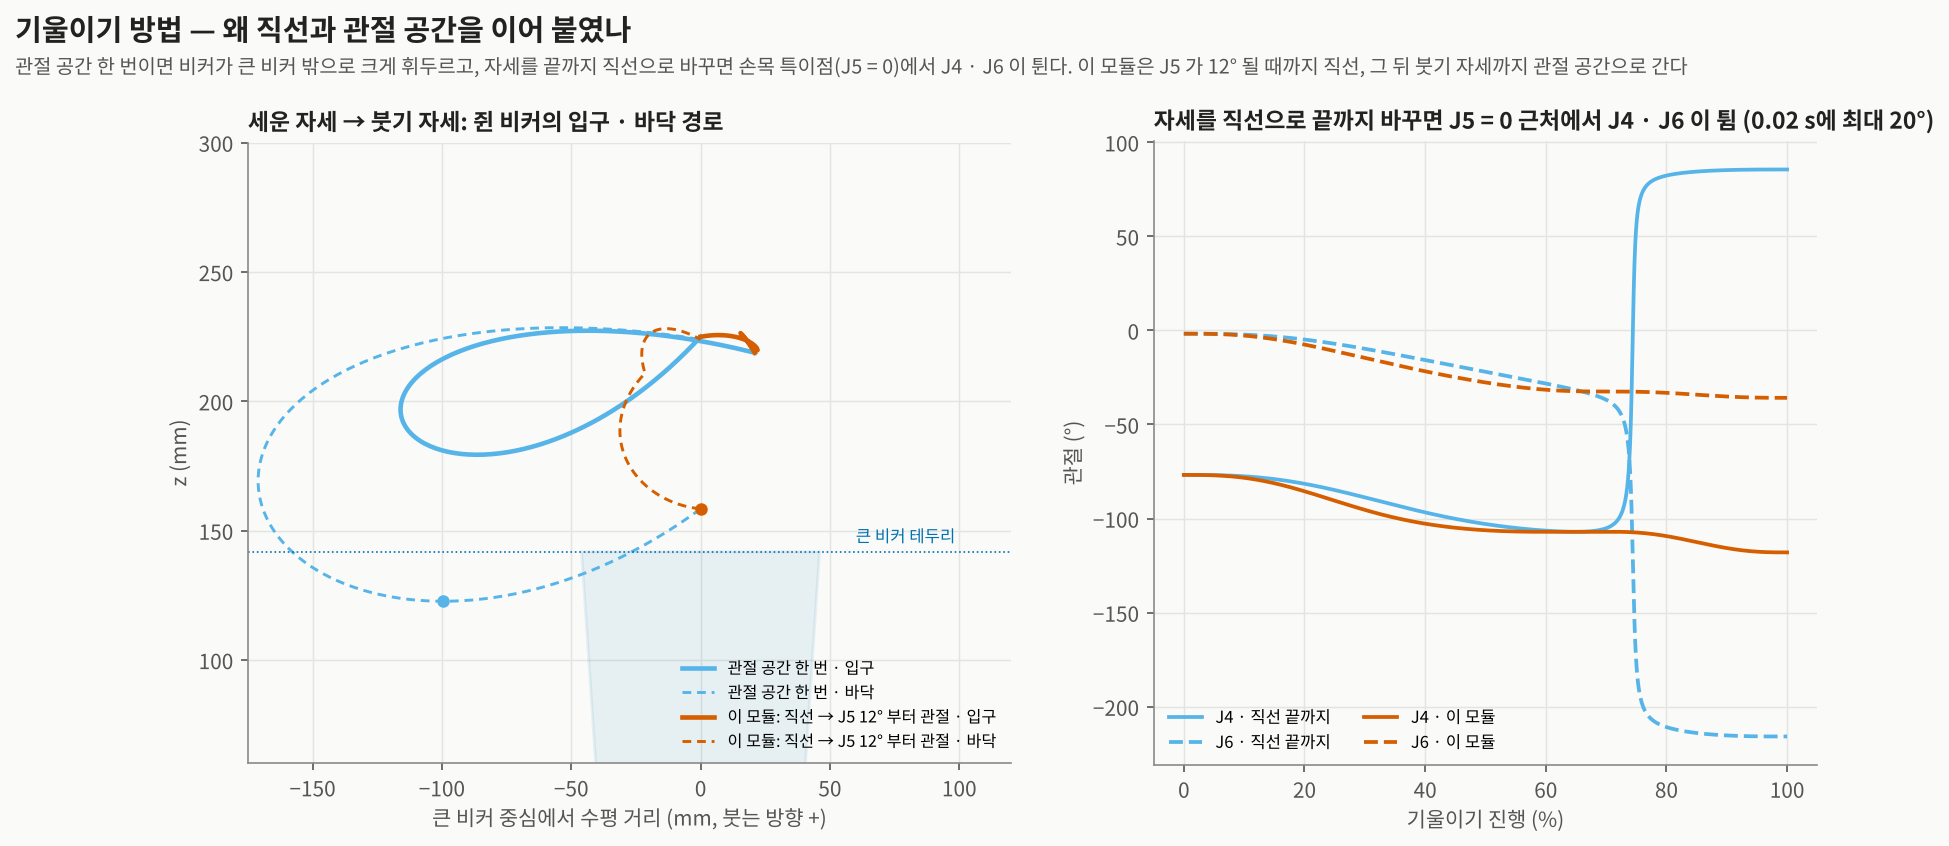 기울이기 방법 — 왜 직선과 관절 공간을 이어 붙였나
관절 공간 한 번이면 비커가 큰 비커 밖으로 크게 휘두르고, 자세를 끝까지 직선으로 바꾸면 손목 특이점(J5 = 0)에서 J4 · J6 이 튄다. 이 모듈은 J5 가 12° 될 때까지 직선, 그 뒤 붓기 자세까지 관절 공간으로 간다
세운 자세 → 붓기 자세: 쥔 비커의 입구 · 바닥 경로
300
250
200
150
100
z (mm)
큰 비커 테두리
관절 공간 한 번 · 입구
관절 공간 한 번 · 바닥
이 모듈: 직선 → J5 12° 부터 관절 · 입구
이 모듈: 직선 → J5 12° 부터 관절 · 바닥
−150 −100 −50 0 50 100
큰 비커 중심에서 수평 거리 (mm, 붓는 방향 +)
자세를 직선으로 끝까지 바꾸면 J5 = 0 근처에서 J4 · J6 이 튐 (0.02 s에 최대 20°)
100
50
0
−50
−100
−150
−200
관절 (°)
J4 · 직선 끝까지
J6 · 직선 끝까지
J4 · 이 모듈
J6 · 이 모듈
0 20 40 60 80 100
기울이기 진행 (%)